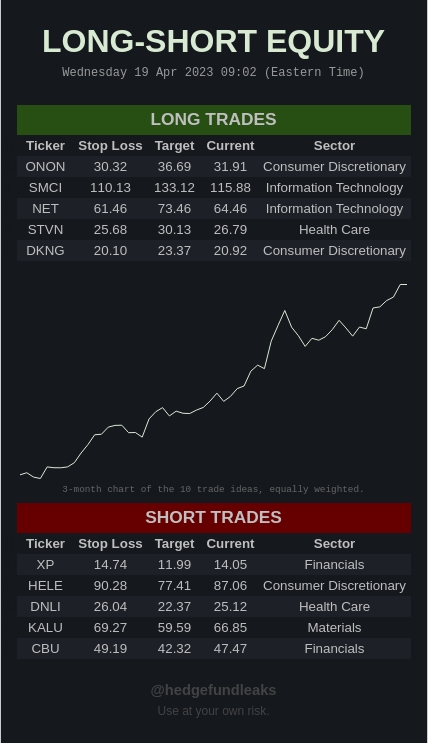 LONG-SHORT EQUITY
Wednesday 19 Apr 2023 09:02 (Eastern Time)
LONG TRADES
Ticker Stop Loss Target Current Sector
ONON 30.32 36.69 31.91 Consumer Discretionary
SMCI 110.13 133.12 115.88 Information Technology
NET 61.46 73.46 64.46 Information Technology
STVN 25.68 30.13 26.79 Health Care
DKNG 20.10 23.37 20.92 Consumer Discretionary
3-month chart of the 10 trade ideas, equally weighted.
SHORT TRADES
Ticker Stop Loss Target Current Sector
XP 14.74 11.99 14.05 Financials
HELE 90.28 77.41 87.06 Consumer Discretionary
DNLI 26.04 22.37 25.12 Health Care
KALU 69.27 59.59 66.85 Materials
CBU 49.19 42.32 47.47 Financials
@hedgefundleaks
Use at your own risk.